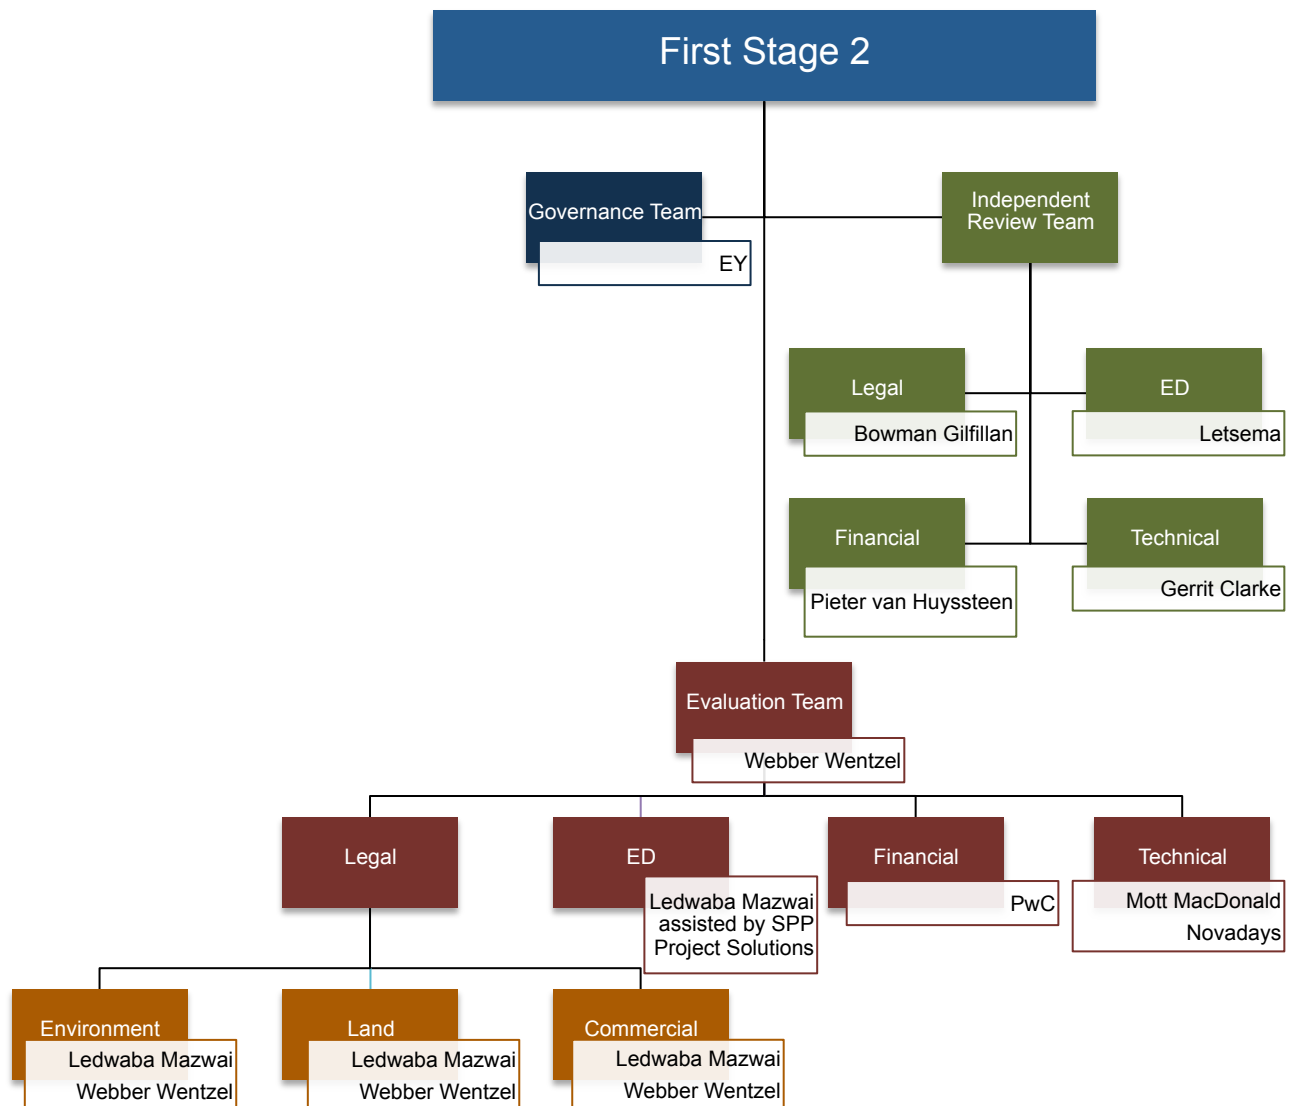 First Stage 2
Governance Team
EY
Independent
Review Team
Legal
Bowman Gilfillan
ED
Letsema
Financial
Pieter van Huyssteen
Technical
Gerrit Clarke
Evaluation Team
Webber Wentzel
Legal
ED
Ledwaba Mazwai
assisted by SPP
Project Solutions
Financial
PwC
Technical
Mott MacDonald
Novadays
Environment
Ledwaba Mazwai
Webber Wentzel
Land
Ledwaba Mazwai
Webber Wentzel
Commercial
Ledwaba Mazwai
Webber Wentzel